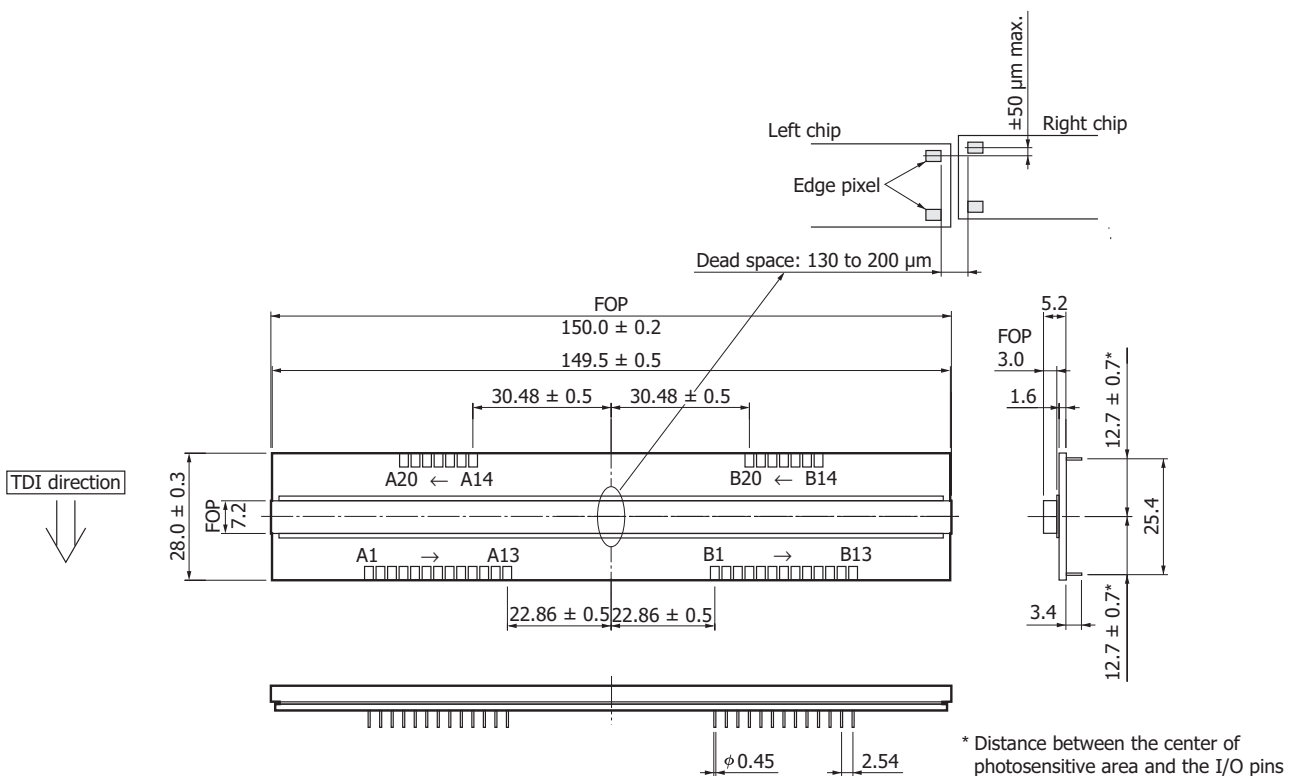 ±50 µm max.
Left chip
Right chip
Edge pixel
Dead space: 130 to 200 µm
FOP
150.0 ± 0.2
149.5 ± 0.5
30.48 ± 0.5
30.48 ± 0.5
5.2
FOP
3.0
1.6
12.7 ± 0.7*
A20 ← A14
B20 ← B14
TDI direction
28.0 ± 0.3
FOP
7.2
25.4
A1 → A13
B1 → B13
22.86 ± 0.5
22.86 ± 0.5
3.4
12.7 ± 0.7*
ϕ0.45
2.54
* Distance between the center of
photosensitive area and the I/O pins